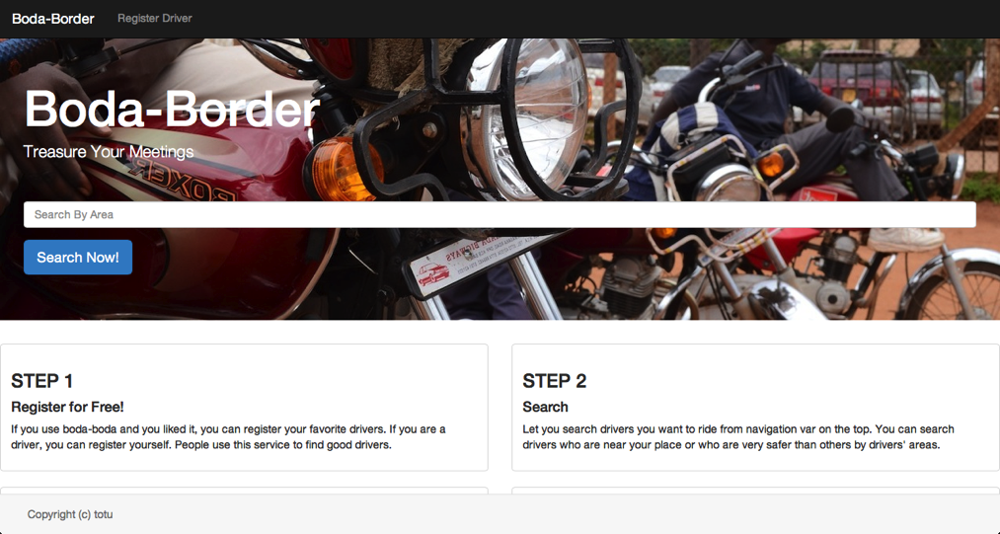 Boda-Border
Register Driver
Boda-Border
Treasure Your Meetings
BOXER
Search By Area
Search Now!
STEP 1
Register for Free!
If you use boda-boda and you liked it, you can register your favorite drivers. If you are a
driver, you can register yourself. People use this service to find good drivers.
STEP 2
Search
Let you search drivers you want to ride from navigation var on the top. You can search
drivers who are near your place or who are very safer than others by drivers' areas.
Copyright (c) totu